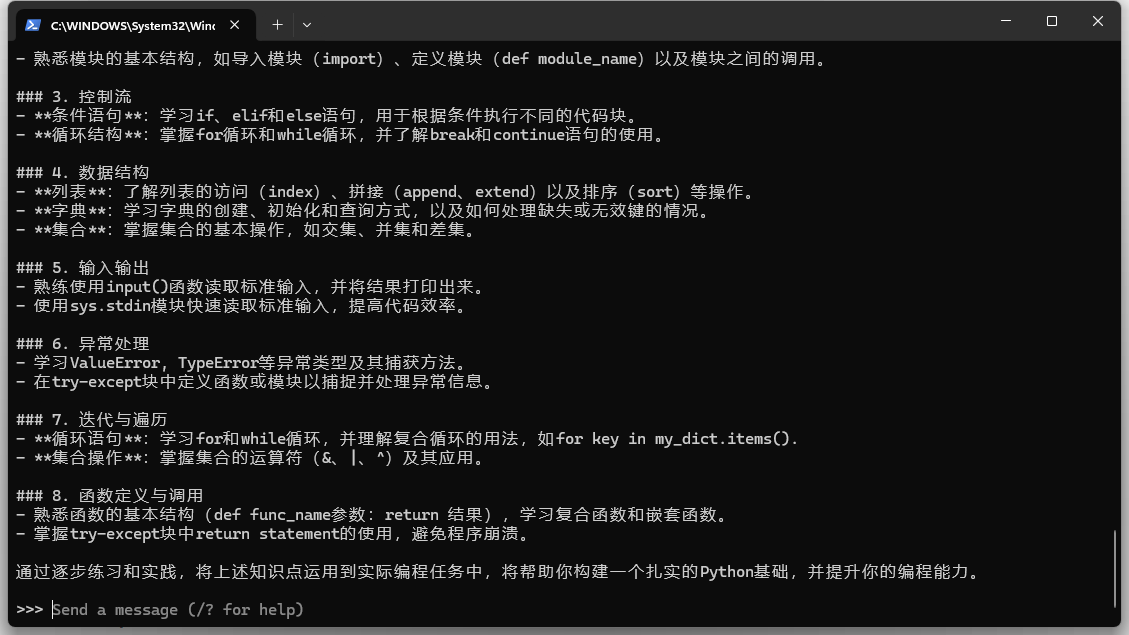 C:\WINDOWS\System32\Winc
- 熟悉模块的基本结构，如导入模块（import）、定义模块（def module_name）以及模块之间的调用。
### 3. 控制流
- **条件语句**：学习if、elif和else语句，用于根据条件执行不同的代码块。
- **循环结构**：掌握for循环和while循环，并了解break和continue语句的使用。
### 4. 数据结构
- **列表**：了解列表的访问（index）、拼接（append、extend）以及排序（sort）等操作。
- **字典**：学习字典的创建、初始化和查询方式，以及如何处理缺失或无效键的情况。
- **集合**：掌握集合的基本操作，如交集、并集和差集。
### 5. 输入输出
- 熟练使用input()函数读取标准输入，并将结果打印出来。
- 使用sys.stdin模块快速读取标准输入，提高代码效率。
### 6. 异常处理
- 学习ValueError, TypeError等异常类型及其捕获方法。
- 在try-except块中定义函数或模块以捕捉并处理异常信息。
### 7. 迭代与遍历
- **循环语句**：学习for和while循环，并理解复合循环的用法，如for key in my_dict.items().
- **集合操作**：掌握集合的运算符（&、|、^）及其应用。
### 8. 函数定义与调用
- 熟悉函数的基本结构（def func_name参数: return 结果），学习复合函数和嵌套函数。
- 掌握try-except块中return statement的使用，避免程序崩溃。
通过逐步练习和实践，将上述知识点运用到实际编程任务中，将帮助你构建一个扎实的Python基础，并提升你的编程能力。
>>> Send a message (/? for help)